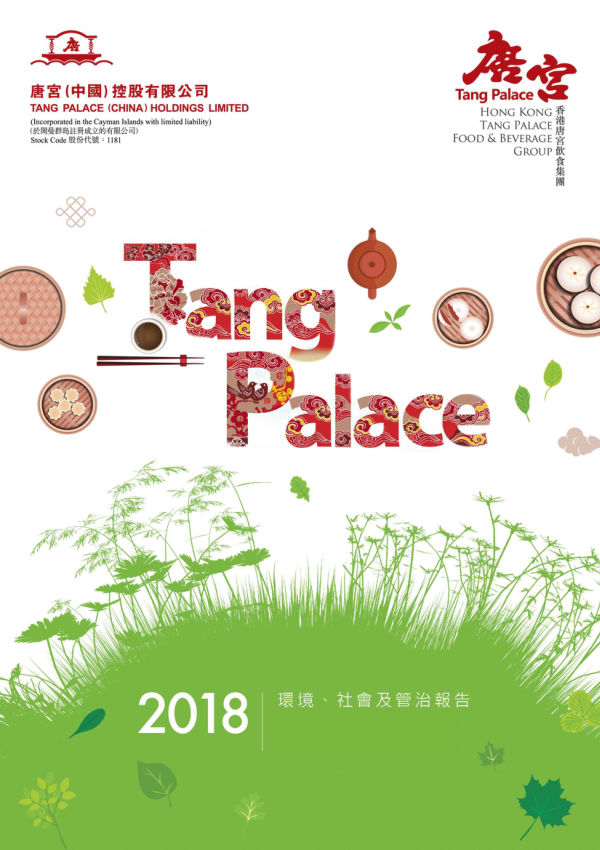 唐
唐宮(中國)控股有限公司
TANG PALACE (CHINA) HOLDINGS LIMITED
(Incorporated in the Cayman Islands with limited liability)
(於開曼群島註冊成立的有限公司)
Stock Code 股份代號:1181
唐宮
Tang Palace
HONG KONG
TANG PALACE
FOOD & BEVERAGE
GROUP
香港唐宮飲食集團
Tang
Palace
2018
環境、社會及管治報告